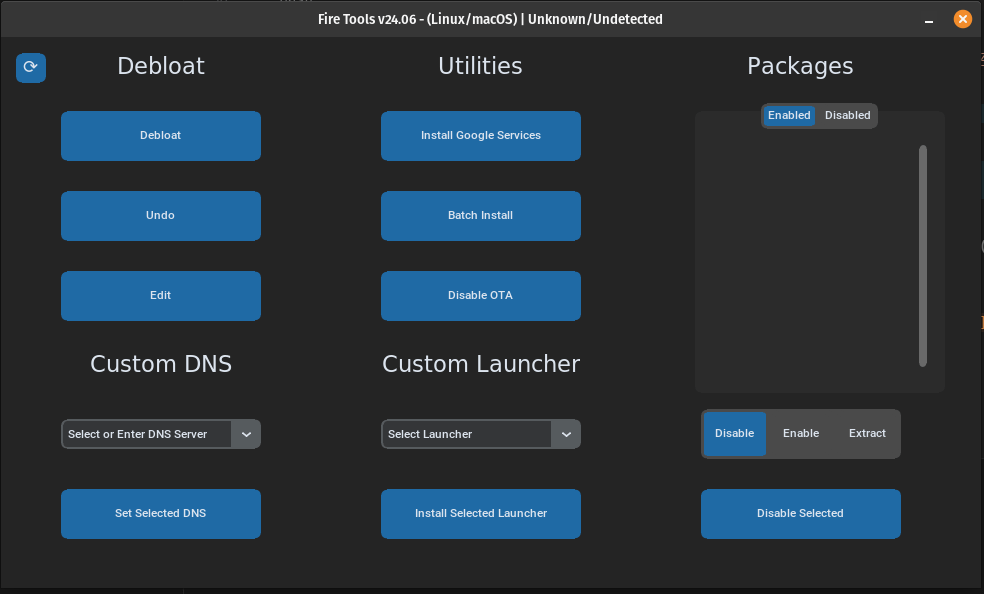 Fire Tools v24.06 - (Linux/macOS) | Unknown/Undetected
Debloat
Utilities
Packages
Enabled Disabled
Debloat
Install Google Services
Undo
Batch Install
Edit
Disable OTA
Custom DNS
Custom Launcher
Select or Enter DNS Server
Select Launcher
Disable Enable Extract
Set Selected DNS
Install Selected Launcher
Disable Selected